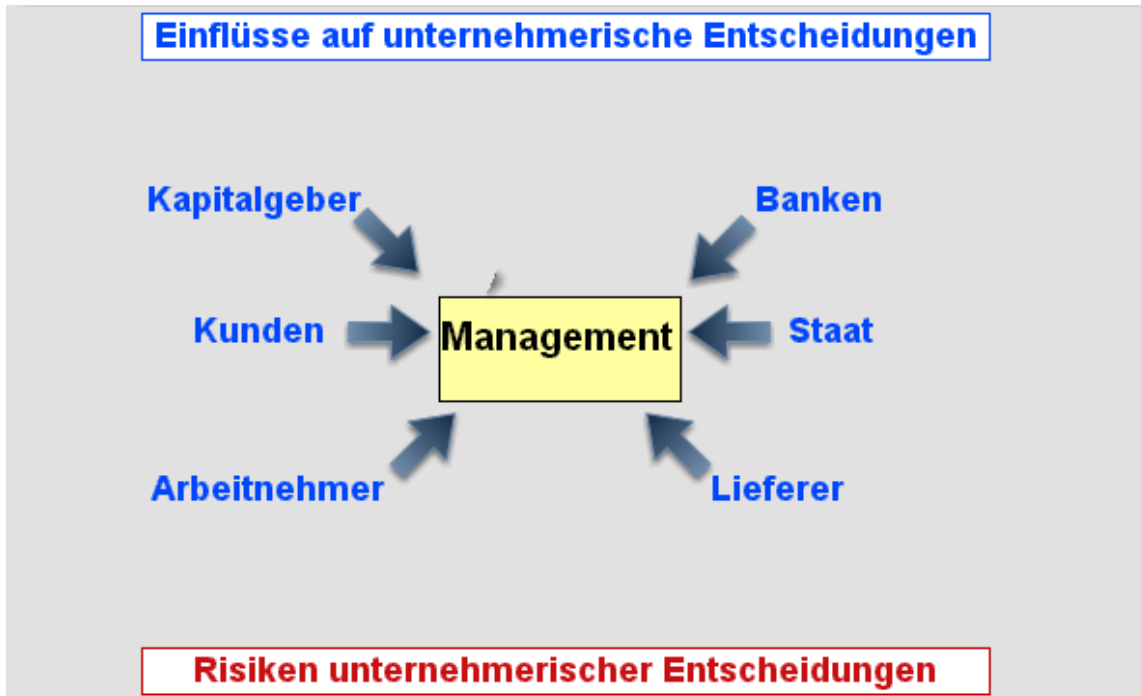 Einflüsse auf unternehmerische Entscheidungen
Kapitalgeber
Banken
Kunden
Management
Staat
Arbeitnehmer
Lieferer
Risiken unternehmerischer Entscheidungen